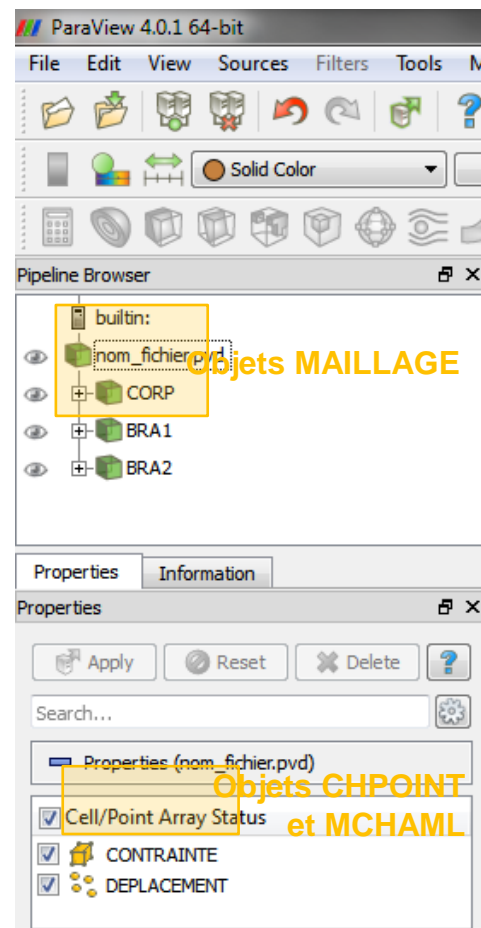 ParaView 4.0.1 64-bit
File Edit View Sources Filters Tools
Solid Color
Pipeline Browser
builtin:
nom_fichier.pvd
Objets MAILLAGE
CORP
BRA1
BRA2
Properties Information
Properties
Apply Reset Delete ?
Search...
Properties (nom_fichier.pvd)
Objets CHPOINT
et MCHAML
Cell/Point Array Status
CONTRAINTE
DEPLACEMENT